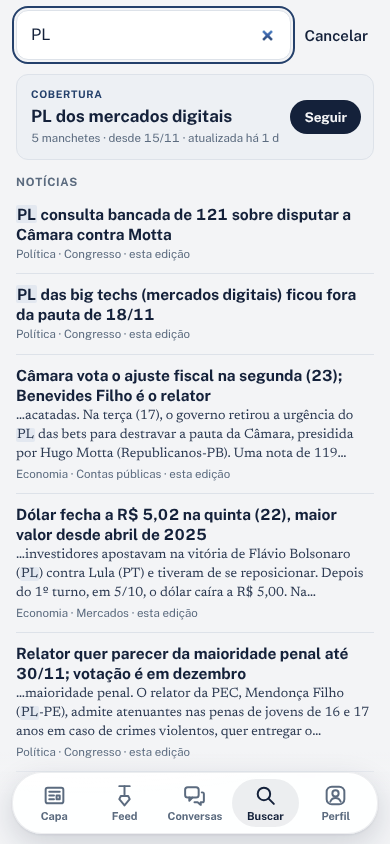 PL
Cancelar
COBERTURA
PL dos mercados digitais
5 manchetes · desde 15/11 · atualizada há 1 d
Seguir
NOTÍCIAS
PL consulta bancada de 121 sobre disputar a
Câmara contra Motta
Política · Congresso · esta edição
PL das big techs (mercados digitais) ficou fora
da pauta de 18/11
Política · Congresso · esta edição
Câmara vota o ajuste fiscal na segunda (23);
Benevides Filho é o relator
...acatadas. Na terça (17), o governo retirou a urgência do
PL das bets para destravar a pauta da Câmara, presidida
por Hugo Motta (Republicanos-PB). Uma nota de 119...
Economia · Contas públicas · esta edição
Dólar fecha a R$ 5,02 na quinta (22), maior
valor desde abril de 2025
...investidores apostavam na vitória de Flávio Bolsonaro
(PL) contra Lula (PT) e tiveram de se reposicionar. Depois
do 1º turno, em 5/10, o dólar caíra a R$ 5,00. Na...
Economia · Mercados · esta edição
Relator quer parecer da maioridade penal até
30/11; votação é em dezembro
...maioridade penal. O relator da PEC, Mendonça Filho
(PL-PE), admite atenuantes nas penas de jovens de 16 e 17
anos em caso de crimes violentos, quer entregar o...
Política · Congresso · esta edição
Capa
Feed
Conversas
Buscar
Perfil